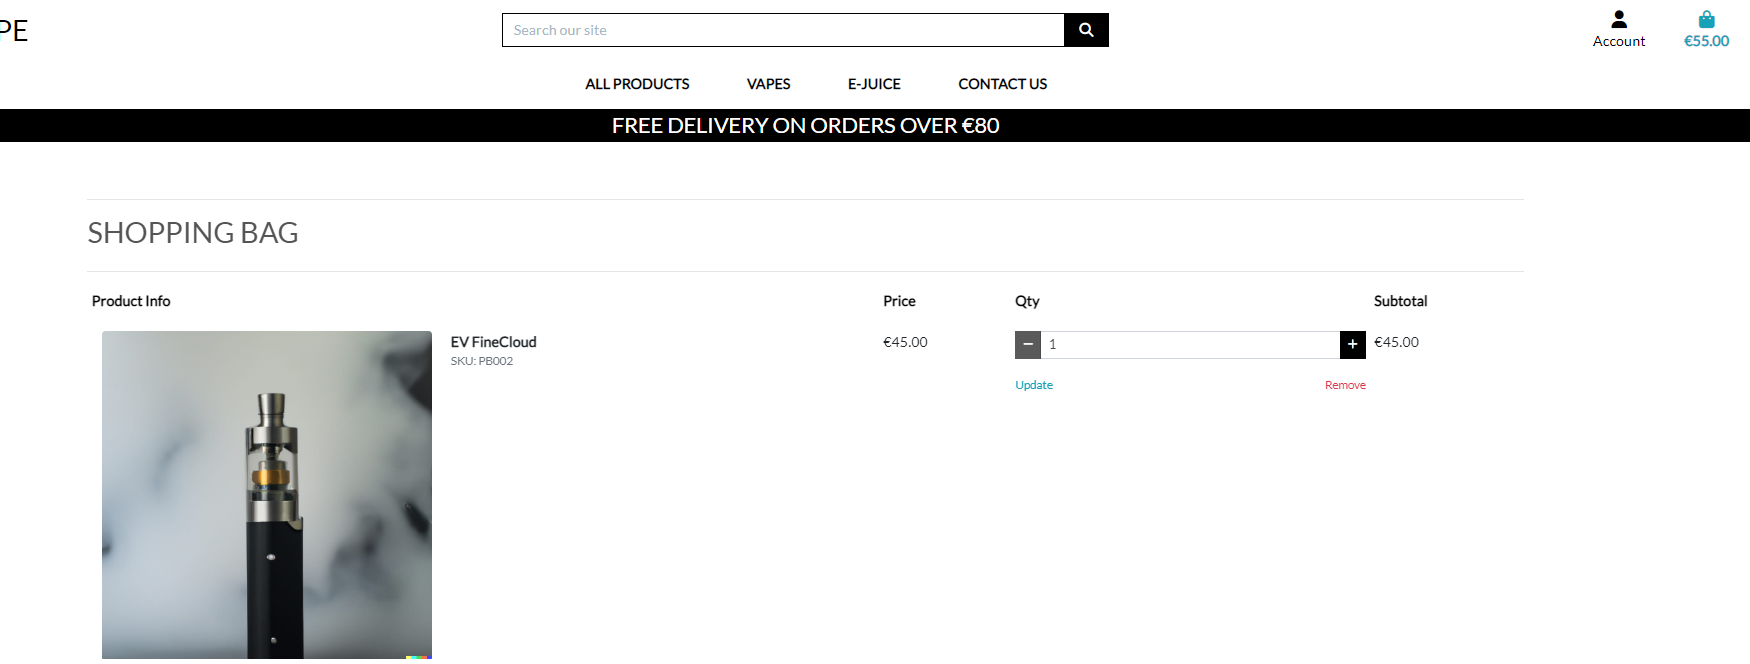 PE
Search our site
Account
€55.00
ALL PRODUCTS
VAPES
E-JUICE
CONTACT US
FREE DELIVERY ON ORDERS OVER €80
SHOPPING BAG
Product Info
Price
Qty
Subtotal
EV FineCloud
SKU: PB002
€45.00
− 1 +
€45.00
Update
Remove